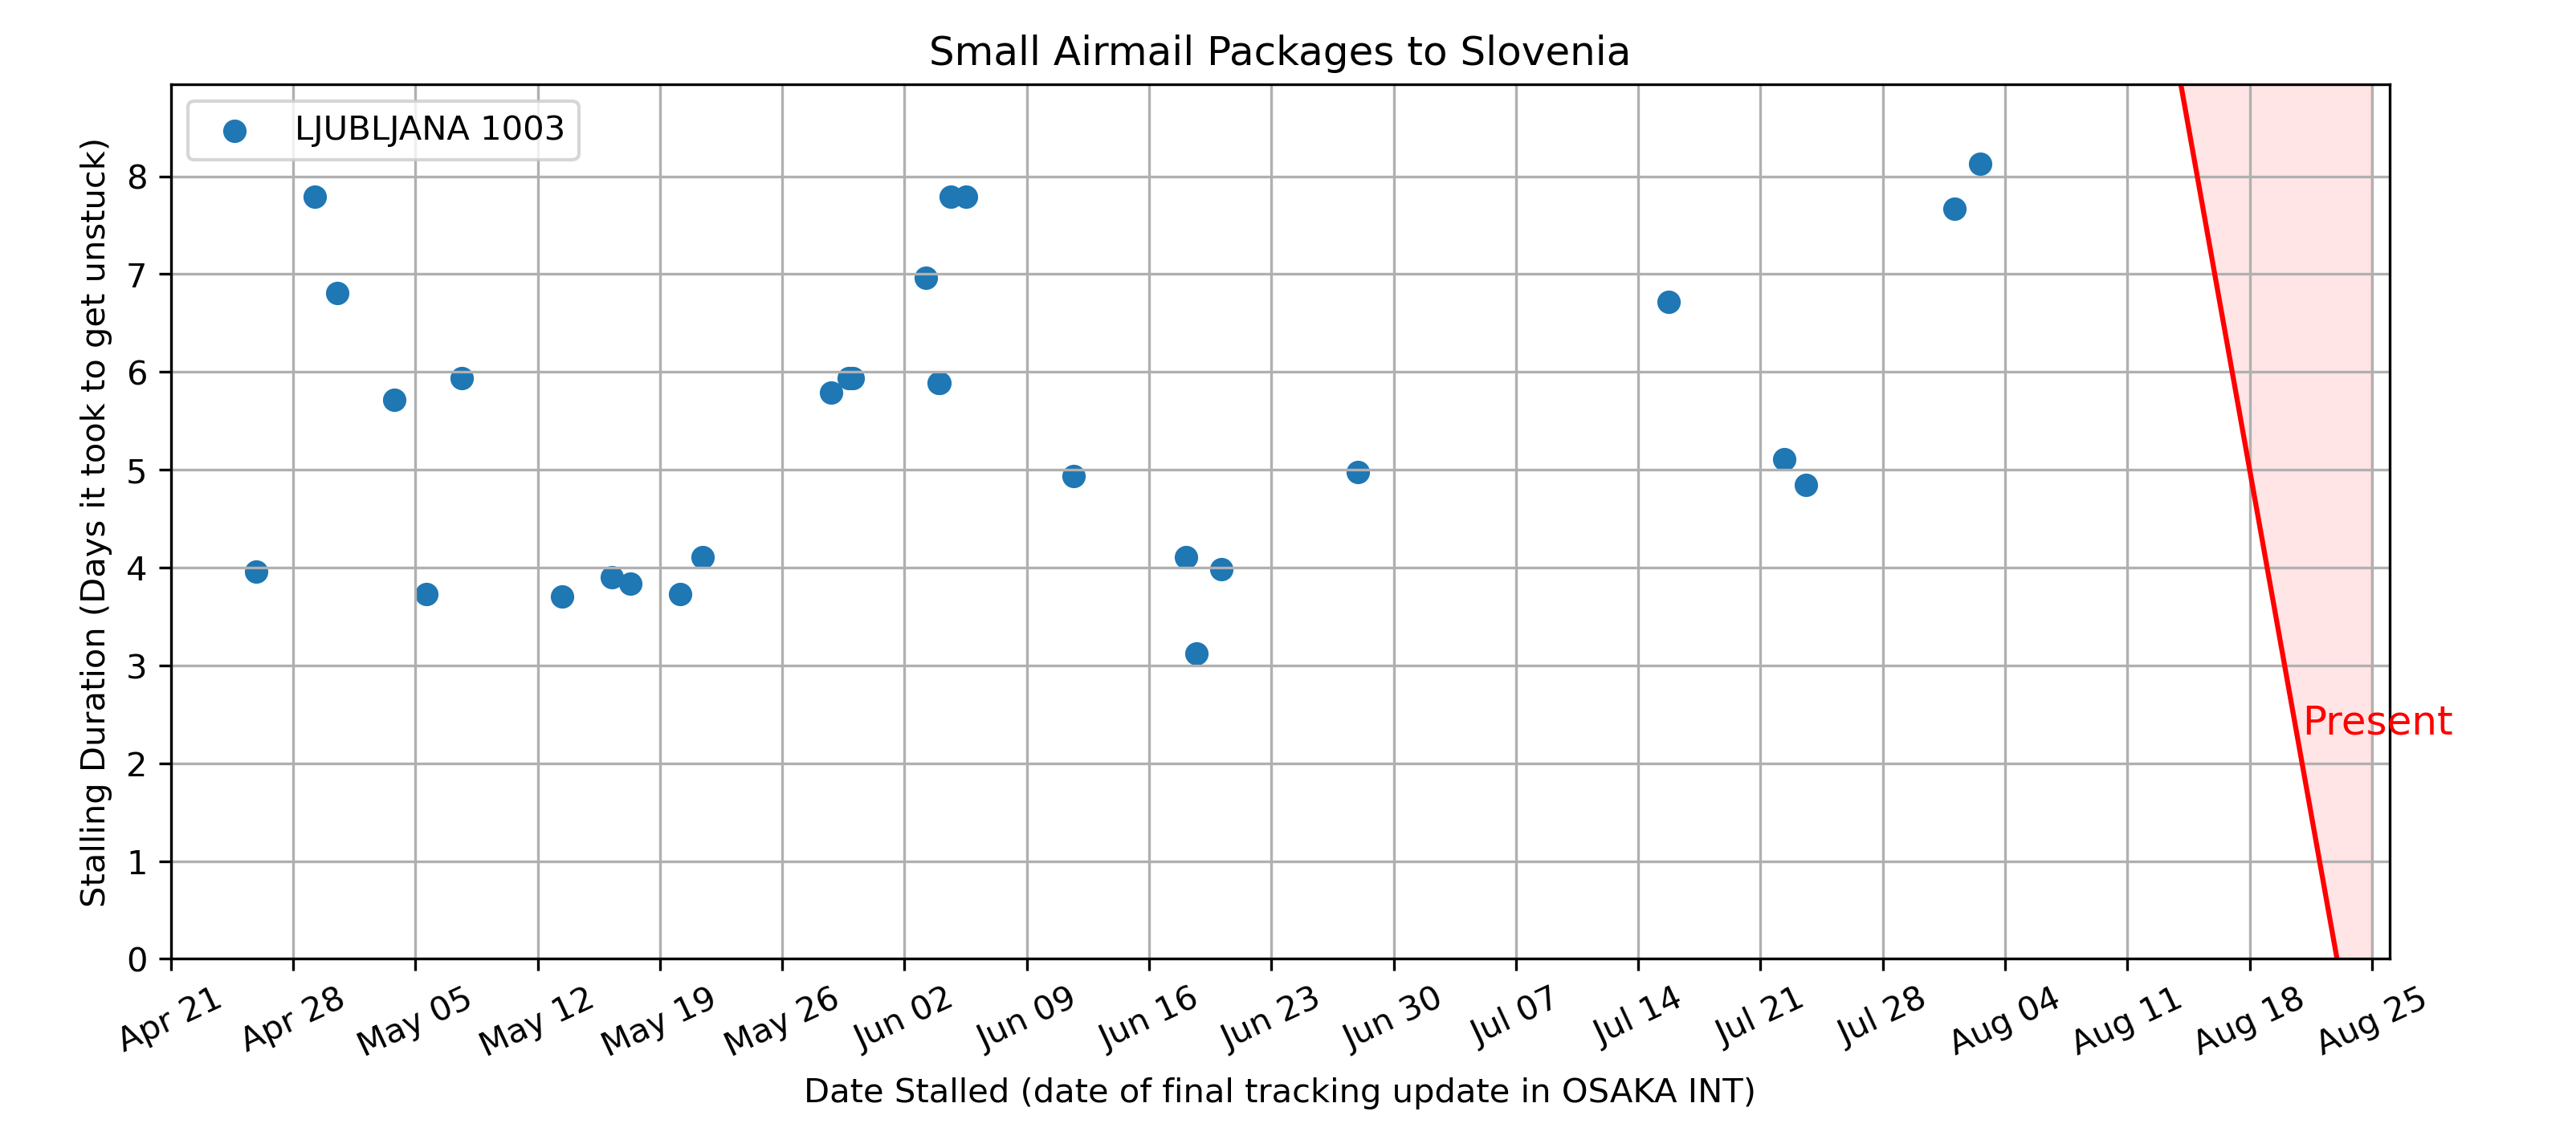 Small Airmail Packages to Slovenia
LJUBLJANA 1003
Stalling Duration (Days it took to get unstuck)
8
7
6
5
4
3
2
1
0
Present
Apr 21 Apr 28 May 05 May 12 May 19 May 26 Jun 02 Jun 09 Jun 16 Jun 23 Jun 30 Jul 07 Jul 14 Jul 21 Jul 28 Aug 04 Aug 11 Aug 18 Aug 25
Date Stalled (date of final tracking update in OSAKA INT)